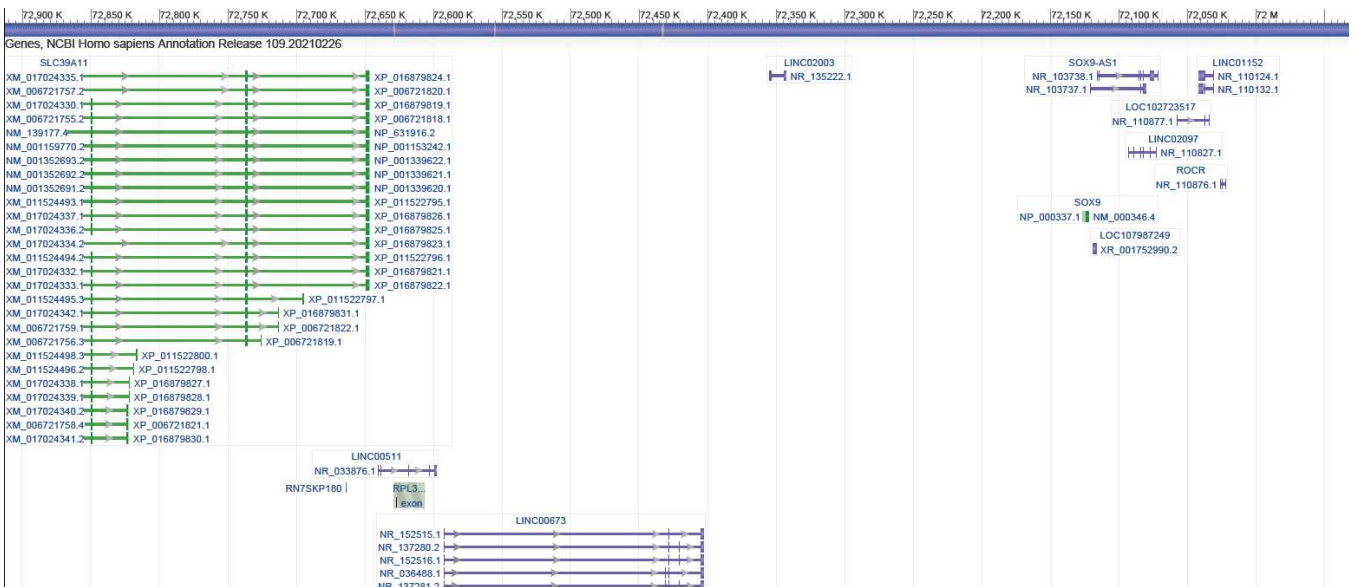 72,900 K 72,850 K 72,800 K 72,750 K 72,700 K 72,650 K 72,600 K 72,550 K 72,500 K 72,450 K 72,400 K 72,350 K 72,300 K 72,250 K 72,200 K 72,150 K 72,100 K 72,050 K 72 M
Genes, NCBI Homo sapiens Annotation Release 109.20210226
SLC39A11 LINC02003 SOX9-AS1 LINC01152
XM_017024335.1 XP_016879824.1 NR_135222.1 NR_103738.1 NR_110124.1
XM_006721757.2 XP_006721820.1 NR_103737.1 NR_110132.1
XM_017024330.1 XP_016879819.1 LOC102723517
XM_006721755.2 XP_006721818.1 NR_110877.1
NM_139177.4 NP_631916.2 LINC02097
NM_001159770.2 NP_001153242.1 NR_110827.1
NM_001352693.2 NP_001339622.1 ROCR
NM_001352692.2 NP_001339621.1 NR_110876.1
NM_001352691.2 NP_001339620.1
XM_011524493.1 XP_011522795.1 SOX9
XM_017024337.1 XP_016879826.1 NP_000337.1 NM_000346.4
XM_017024336.2 XP_016879825.1 LOC107987249
XM_017024334.2 XP_016879823.1 XR_001752990.2
XM_011524494.2 XP_011522796.1
XM_017024332.1 XP_016879821.1
XM_017024333.1 XP_016879822.1
XM_011524495.3 XP_011522797.1
XM_017024342.1 XP_016879831.1
XM_006721759.1 XP_006721822.1
XM_006721756.3 XP_006721819.1
XM_011524498.3 XP_011522800.1
XM_011524496.2 XP_011522798.1
XM_017024338.1 XP_016879827.1
XM_017024339.1 XP_016879828.1
XM_017024340.2 XP_016879829.1
XM_006721758.4 XP_006721821.1
XM_017024341.2 XP_016879830.1
LINC00511
NR_033876.1
RN7SKP180 RPL3...
exon
LINC00673
NR_152515.1
NR_137280.2
NR_152516.1
NR_036488.1
NR_137281.2